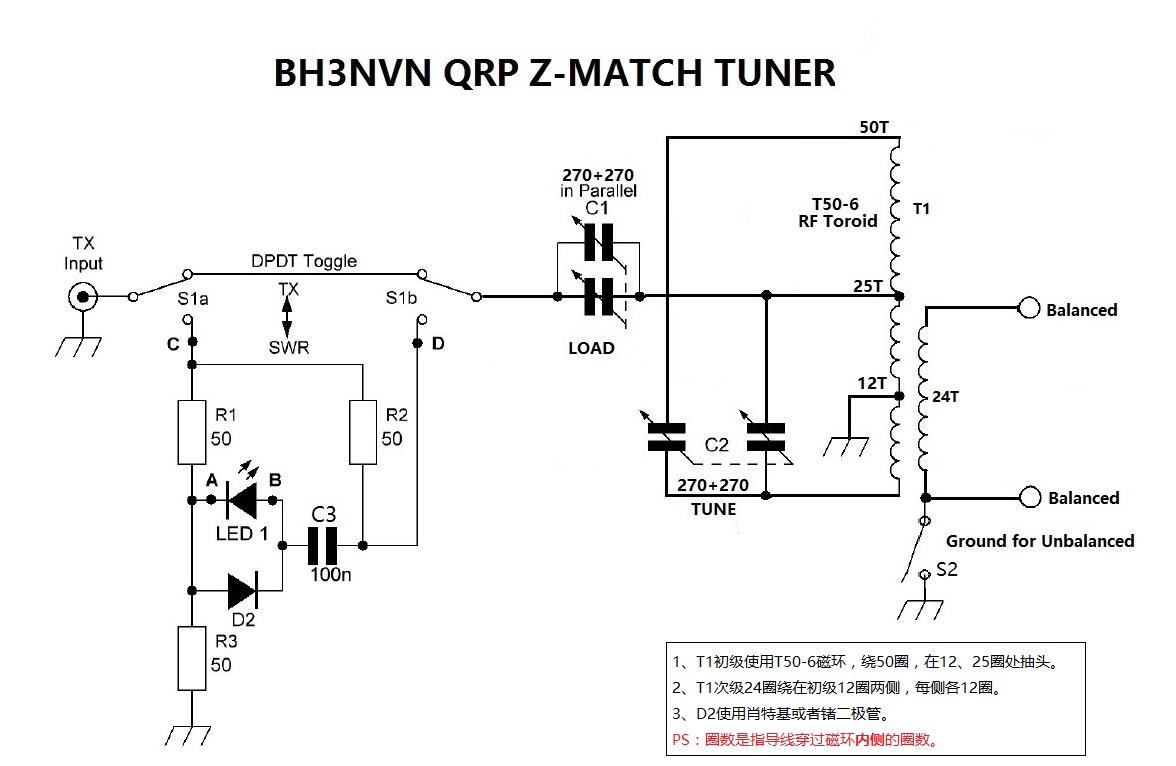 BH3NVN QRP Z-MATCH TUNER
50T
270+270
in Parallel
C1
T50-6
RF Toroid
T1
TX
Input
DPDT Toggle
S1a
TX
S1b
25T
Balanced
C
SWR
D
LOAD
12T
24T
R1
50
R2
50
C2
A
B
270+270
TUNE
Balanced
LED 1
C3
100n
Ground for Unbalanced
S2
D2
R3
50
1、T1初级使用T50-6磁环，绕50圈，在12、25圈处抽头。
2、T1次级24圈绕在初级12圈两侧，每侧各12圈。
3、D2使用肖特基或者锗二极管。
PS：圈数是指导线穿过磁环内侧的圈数。